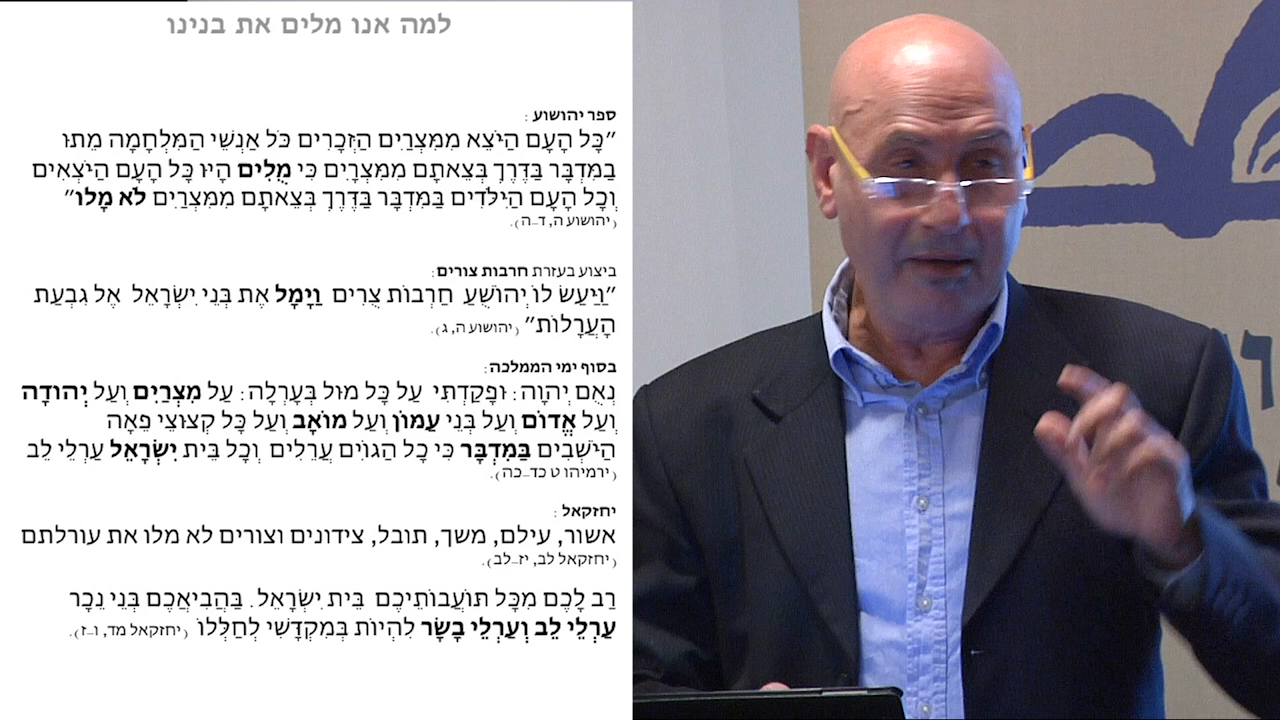 למה אנו מלים את בנינו
ספר יהושוע :
"כָּל הָעָם הַיֹּצֵא מִמִּצְרַיִם הַזְּכָרִים כֹּל אַנְשֵׁי הַמִּלְחָמָה מֵתוּ
בַמִּדְבָּר בַּדֶּרֶךְ בְּצֵאתָם מִמִּצְרָיִם כִּי מֻלִים הָיוּ כָּל הָעָם הַיֹּצְאִים
וְכָל הָעָם הַיִּלֹּדִים בַּמִּדְבָּר בַּדֶּרֶךְ בְּצֵאתָם מִמִּצְרַיִם לֹא מָלוּ"
(יהושוע ה, ד–ה).
ביצוע בעזרת חרבות צורים:
"וַיַּעַשׂ לוֹ יְהוֹשֻׁעַ חַרְבוֹת צֻרִים וַיָּמָל אֶת בְּנֵי יִשְׂרָאֵל אֶל גִבְעַת
הָעֲרָלוֹת" (יהושוע ה, ג).
בסוף ימי הממלכה:
נְאֻם יְהוָה: וּפָקַדְתִּי עַל כָּל מוּל בְּעָרְלָה: עַל מִצְרַיִם וְעַל יְהוּדָה
וְעַל אֱדוֹם וְעַל בְּנֵי עַמּוֹן וְעַל מוֹאָב וְעַל כָּל קְצוּצֵי פֵאָה
הַיֹּשְׁבִים בַּמִּדְבָּר כִּי כָל הַגּוֹיִם עֲרֵלִים וְכָל בֵּית יִשְׂרָאֵל עַרְלֵי לֵב
(ירמיהו ט כד–כה).
יחזקאל :
אשור, עילם, משך, תובל, צידונים וצורים לא מלו את עורלתם
(יחזקאל לב, יז–לב).
רַב לָכֶם מִכָּל תּוֹעֲבוֹתֵיכֶם בֵּית יִשְׂרָאֵל. בַּהֲבִיאֲכֶם בְּנֵי נֵכָר
עַרְלֵי לֵב וְעַרְלֵי בָשָׂר לִהְיוֹת בְּמִקְדָּשִׁי לְחַלְּלוֹ (יחזקאל מד, ו–ז).